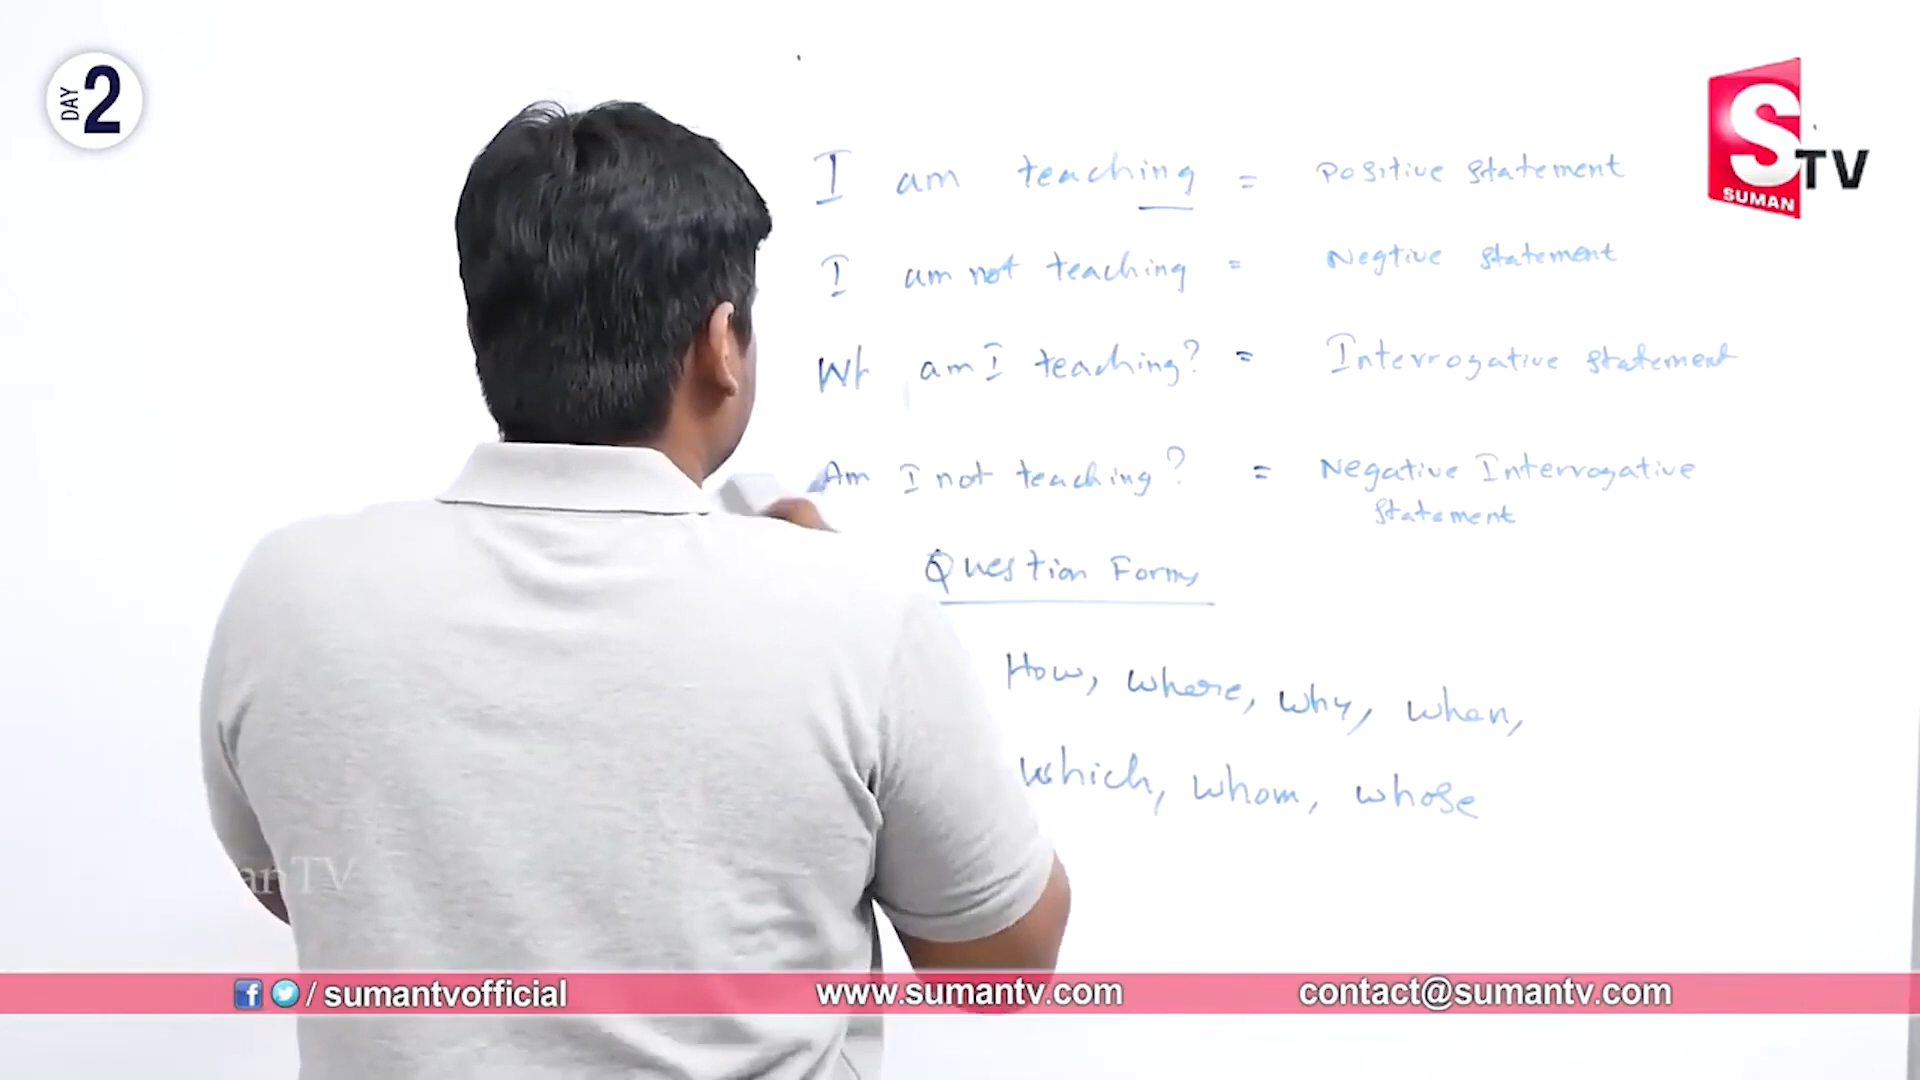 DAY 2
S TV
SUMAN
I am teaching = Positive statement
I am not teaching = Negtive statement
Wh am I teaching? = Interrogative statement
Am I not teaching? = Negative Interrogative
statement
Question Forms
How, where, why, when,
which, whom, whose
an TV
/ sumantvofficial
www.sumantv.com
contact@sumantv.com